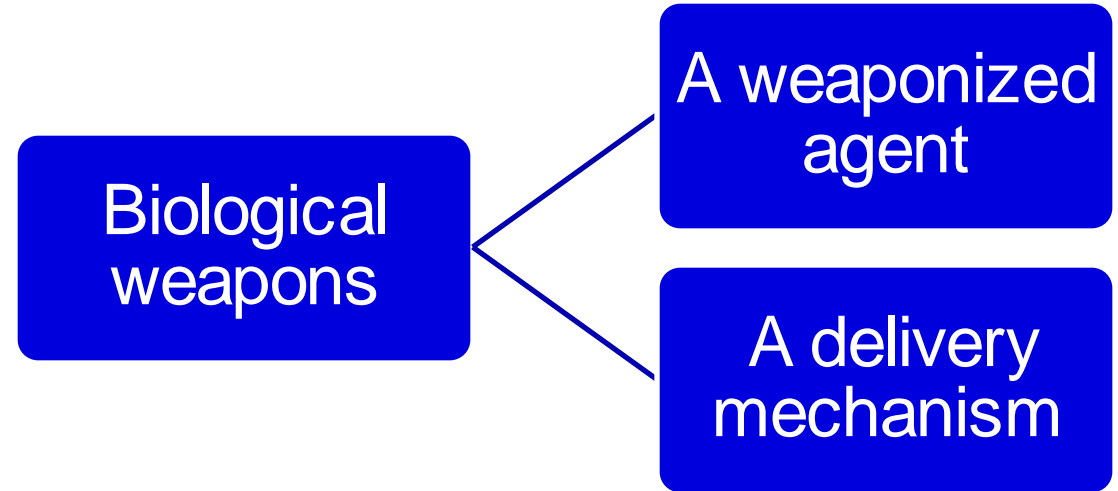 Biological
weapons
A weaponized
agent
A delivery
mechanism